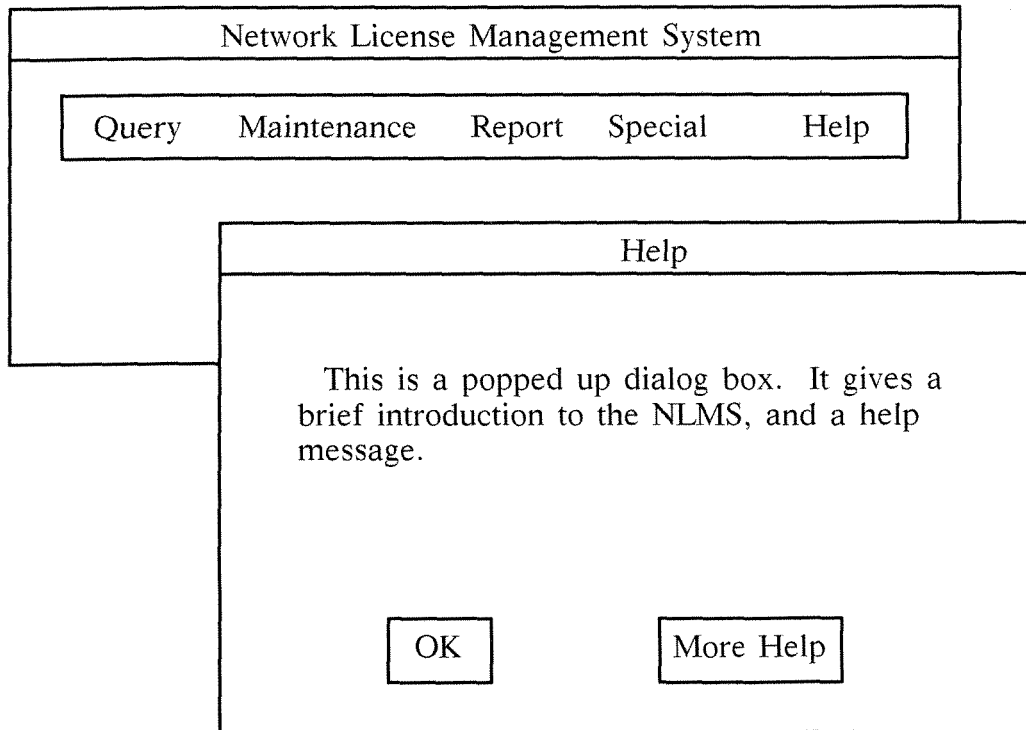 Network License Management System
Query Maintenance Report Special Help
Help
This is a popped up dialog box. It gives a
brief introduction to the NLMS, and a help
message.
OK More Help